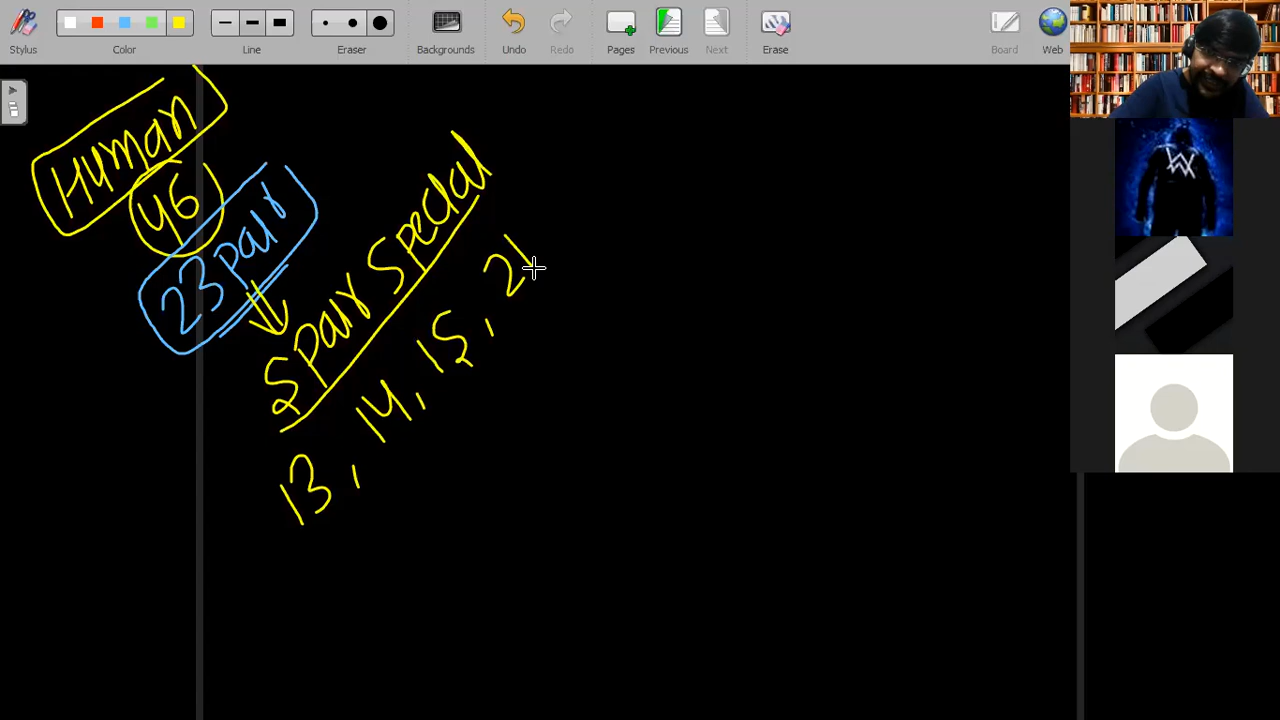 Stylus
Color
Line
Eraser
Backgrounds
Undo
Redo
Pages
Previous
Next
Erase
Board
Web
Human
46
23 pair
5 pair special
13, 14, 15, 21